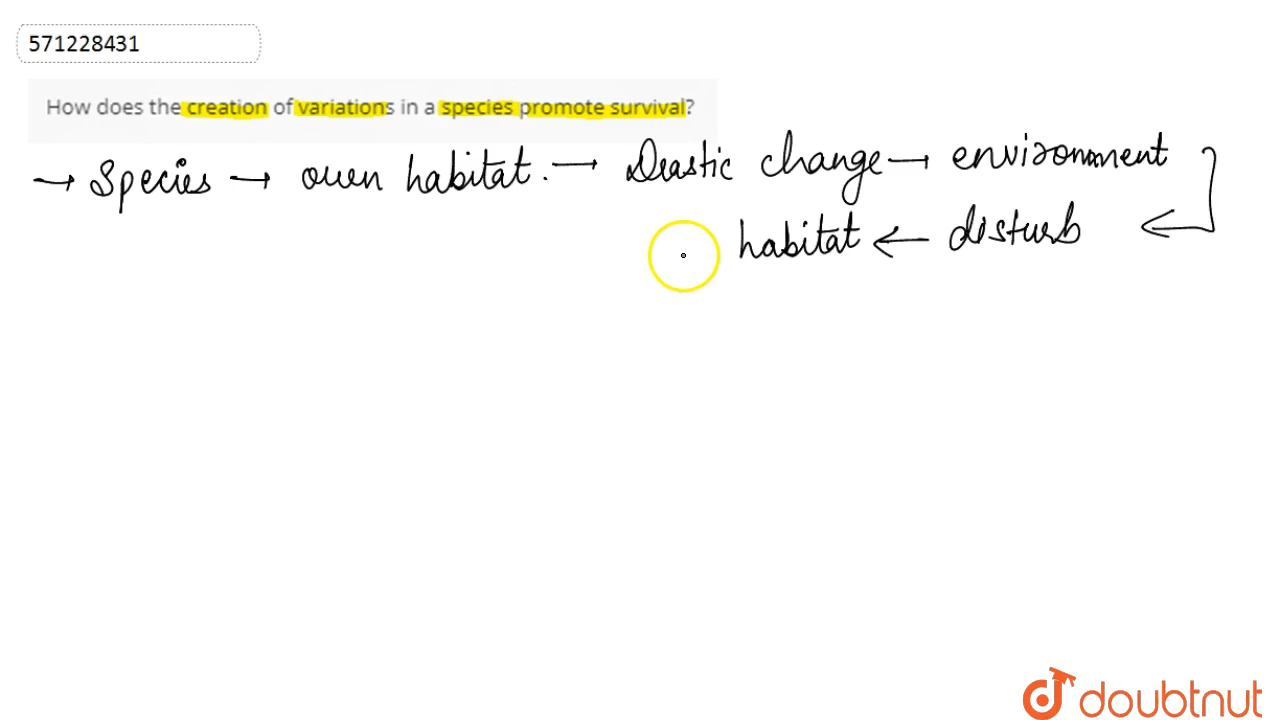 571228431
How does the creation of variations in a species promote survival?
→ Species → own habitat. → Drastic change → environment
habitat ← disturb ←
doubtnut